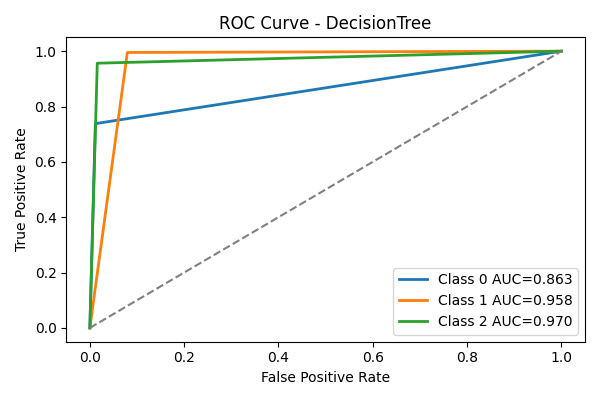 ROC Curve - DecisionTree
True Positive Rate
1.0
0.8
0.6
0.4
0.2
0.0
Class 0 AUC=0.863
Class 1 AUC=0.958
Class 2 AUC=0.970
0.0 0.2 0.4 0.6 0.8 1.0
False Positive Rate